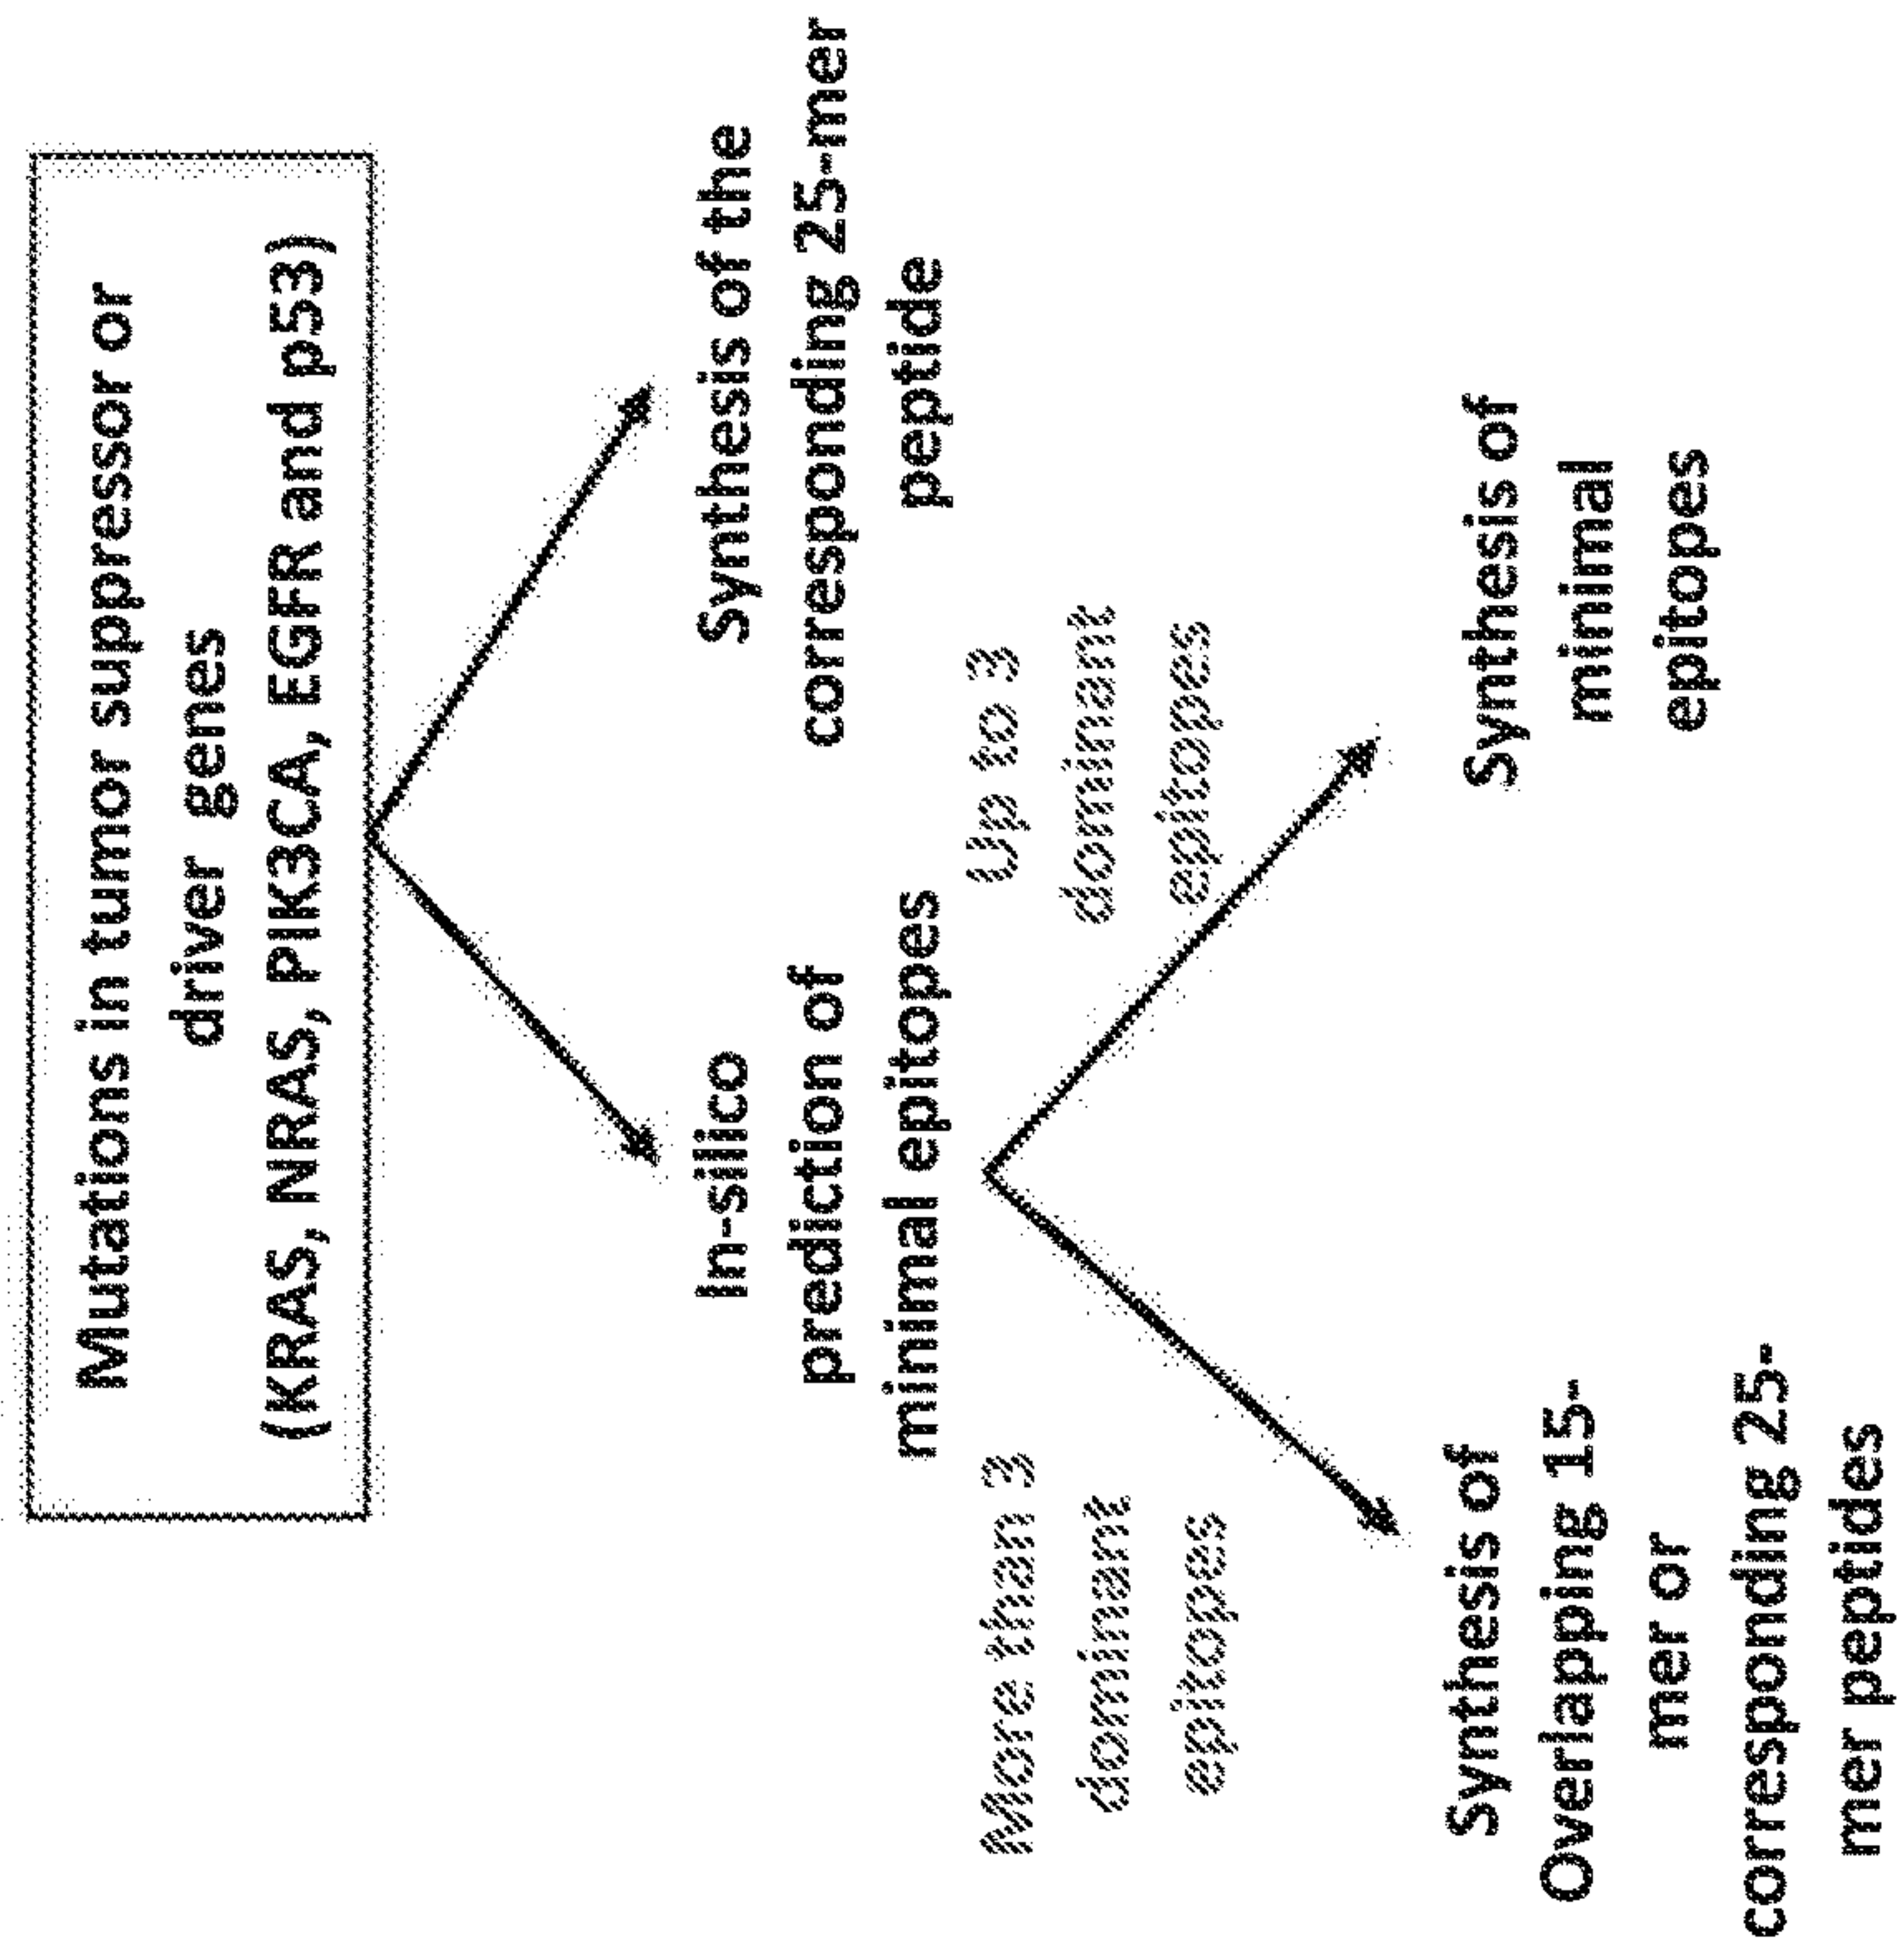 Mutations in tumor suppressor or
driver genes
(KRAS, NRAS, PIK3CA, EGFR and p53)
In-silico
prediction of
minimal epitopes
Synthesis of the
corresponding 25-mer
peptide
More than 3
dominant
epitopes
Up to 3
dominant
epitopes
Synthesis of
Overlapping 15-
mer or
corresponding 25-
mer peptides
Synthesis of
minimal
epitopes